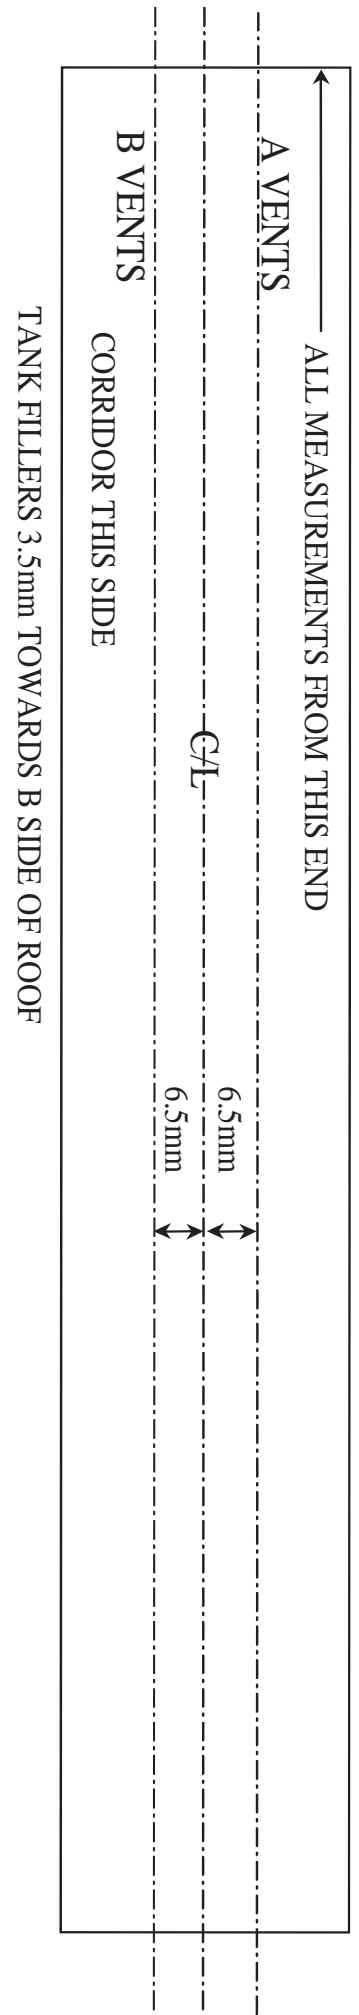 ALL MEASUREMENTS FROM THIS END
A VENTS
C/L
6.5mm
6.5mm
B VENTS
CORRIDOR THIS SIDE
TANK FILLERS 3.5mm TOWARDS B SIDE OF ROOF